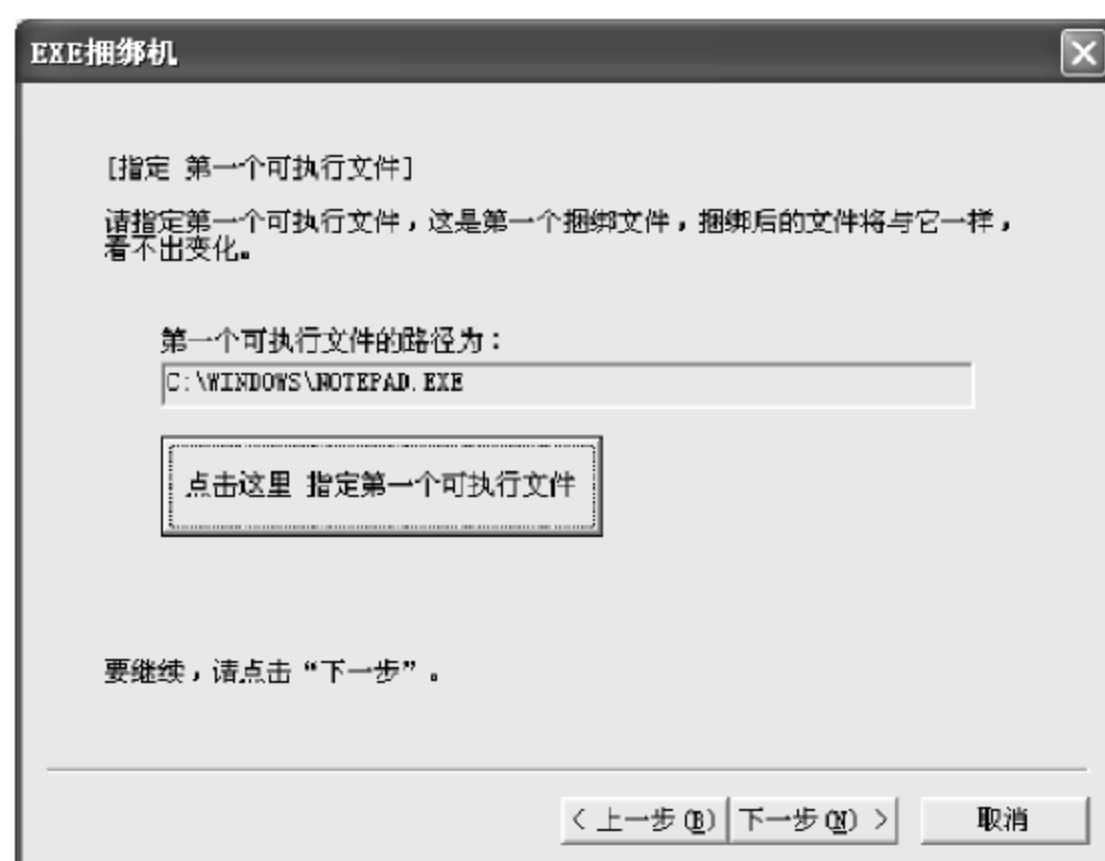 EXE捆绑机
[指定 第一个可执行文件]
请指定第一个可执行文件，这是第一个捆绑文件，捆绑后的文件将与它一样，
看不出变化。
第一个可执行文件的路径为：
C:\WINDOWS\NOTEPAD.EXE
点击这里 指定第一个可执行文件
要继续，请点击“下一步”。
< 上一步(B) 下一步(N) > 取消